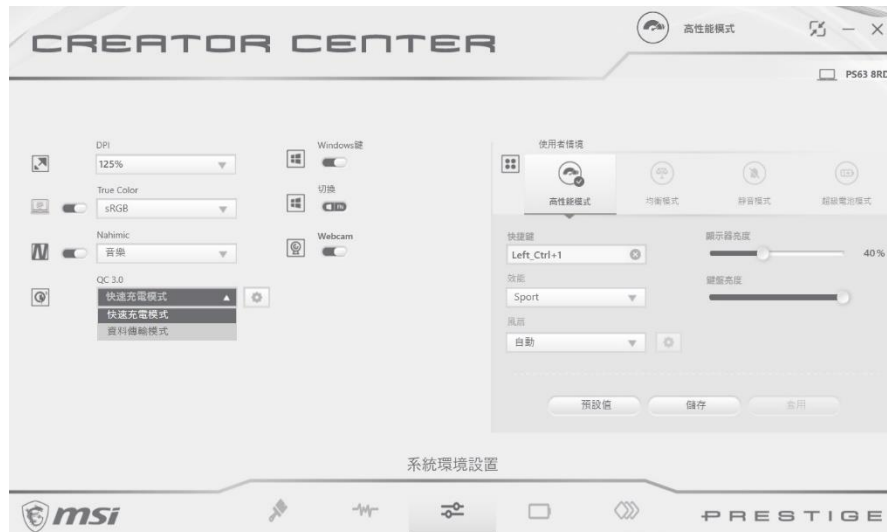 CREATOR CENTER
高性能模式
PS63 8RD
DPI
125%
True Color
sRGB
Nahimic
音樂
QC 3.0
快速充電模式
快速充電模式
資料傳輸模式
Windows鍵
切換
Webcam
使用者情境
高性能模式
均衡模式
靜音模式
超級電池模式
快捷鍵
Left_Ctrl+1
效能
Sport
風扇
自動
顯示器亮度
40%
鍵盤亮度
預設值
儲存
套用
系統環境設置
msi
PRESTIGE